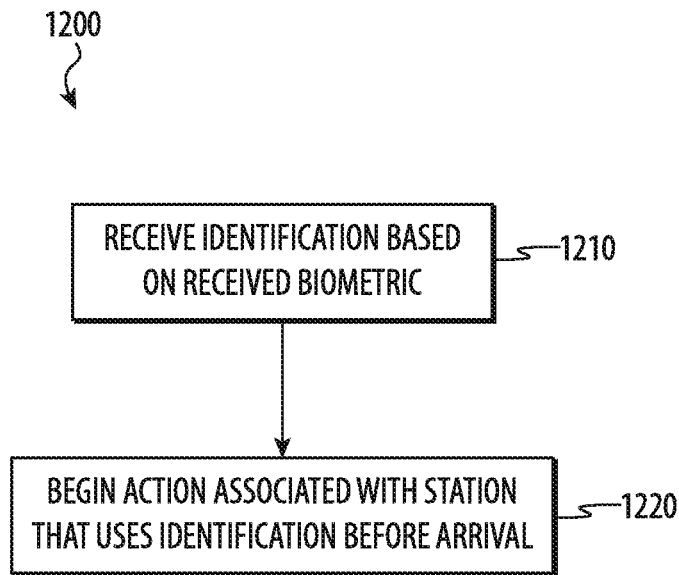 1200
RECEIVE IDENTIFICATION BASED
ON RECEIVED BIOMETRIC
1210
BEGIN ACTION ASSOCIATED WITH STATION
THAT USES IDENTIFICATION BEFORE ARRIVAL
1220